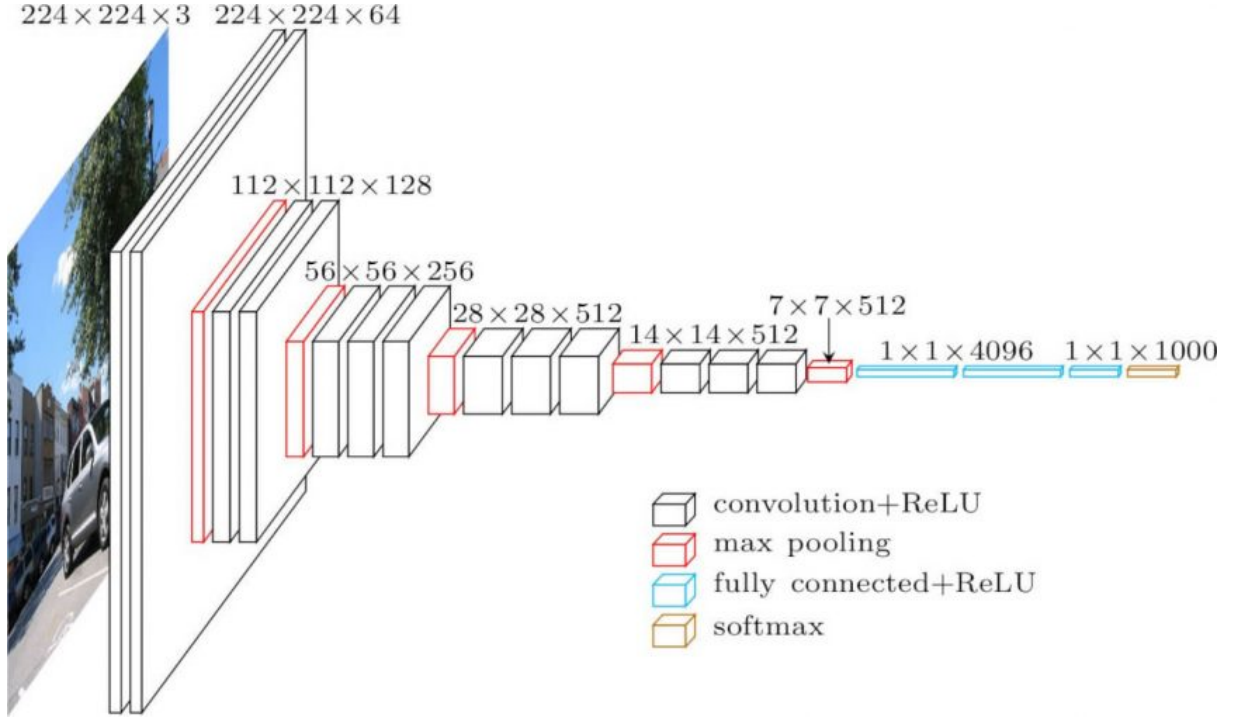 224×224×3
224×224×64
112×112×128
56×56×256
28×28×512
14×14×512
7×7×512
1×1×4096
1×1×1000
convolution+ReLU
max pooling
fully connected+ReLU
softmax